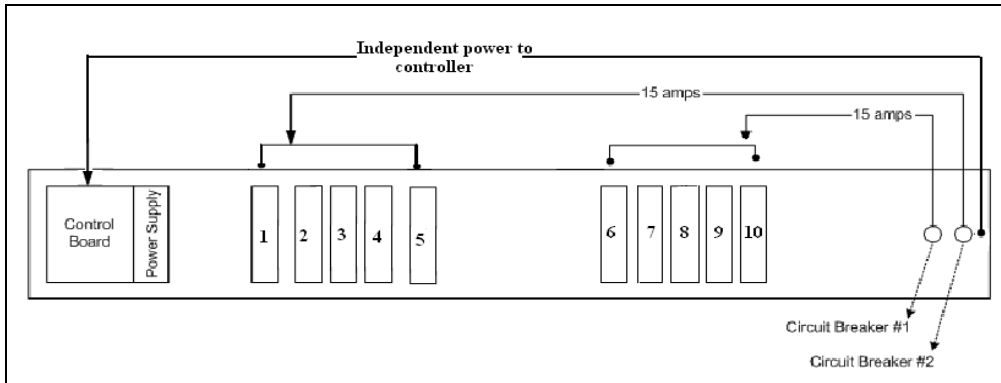 Independent power to
controller
15 amps
15 amps
Control
Board
Power Supply
1
2
3
4
5
6
7
8
9
10
Circuit Breaker #1
Circuit Breaker #2